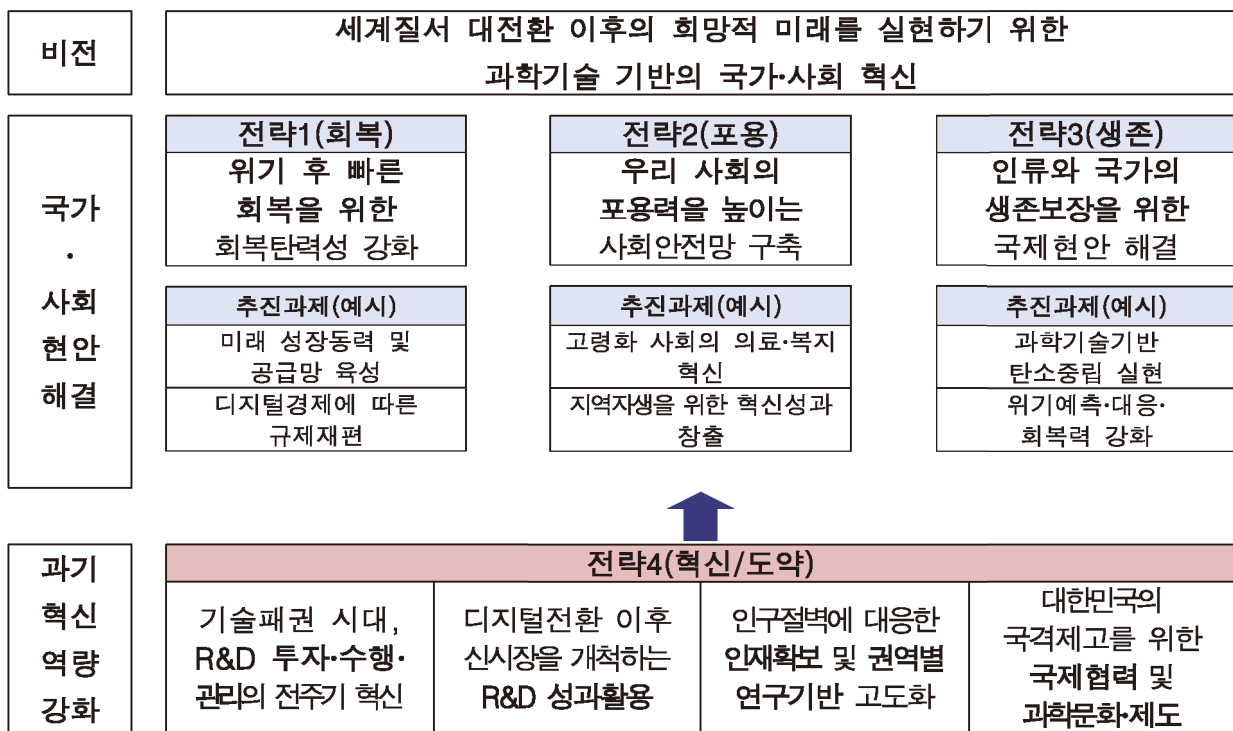 비전
세계질서 대전환 이후의 희망적 미래를 실현하기 위한
과학기술 기반의 국가·사회 혁신
국가
·
사회
현안
해결
전략1(회복)
위기 후 빠른
회복을 위한
회복탄력성 강화
전략2(포용)
우리 사회의
포용력을 높이는
사회안전망 구축
전략3(생존)
인류와 국가의
생존보장을 위한
국제현안 해결
추진과제(예시)
미래 성장동력 및
공급망 육성
디지털경제에 따른
규제재편
추진과제(예시)
고령화 사회의 의료·복지
혁신
지역자생을 위한 혁신성과
창출
추진과제(예시)
과학기술기반
탄소중립 실현
위기예측·대응·
회복력 강화
과기
혁신
역량
강화
전략4(혁신/도약)
기술패권 시대,
R&D 투자·수행·
관리의 전주기 혁신
디지털전환 이후
신시장을 개척하는
R&D 성과활용
인구절벽에 대응한
인재확보 및 권역별
연구기반 고도화
대한민국의
국격제고를 위한
국제협력 및
과학문화·제도